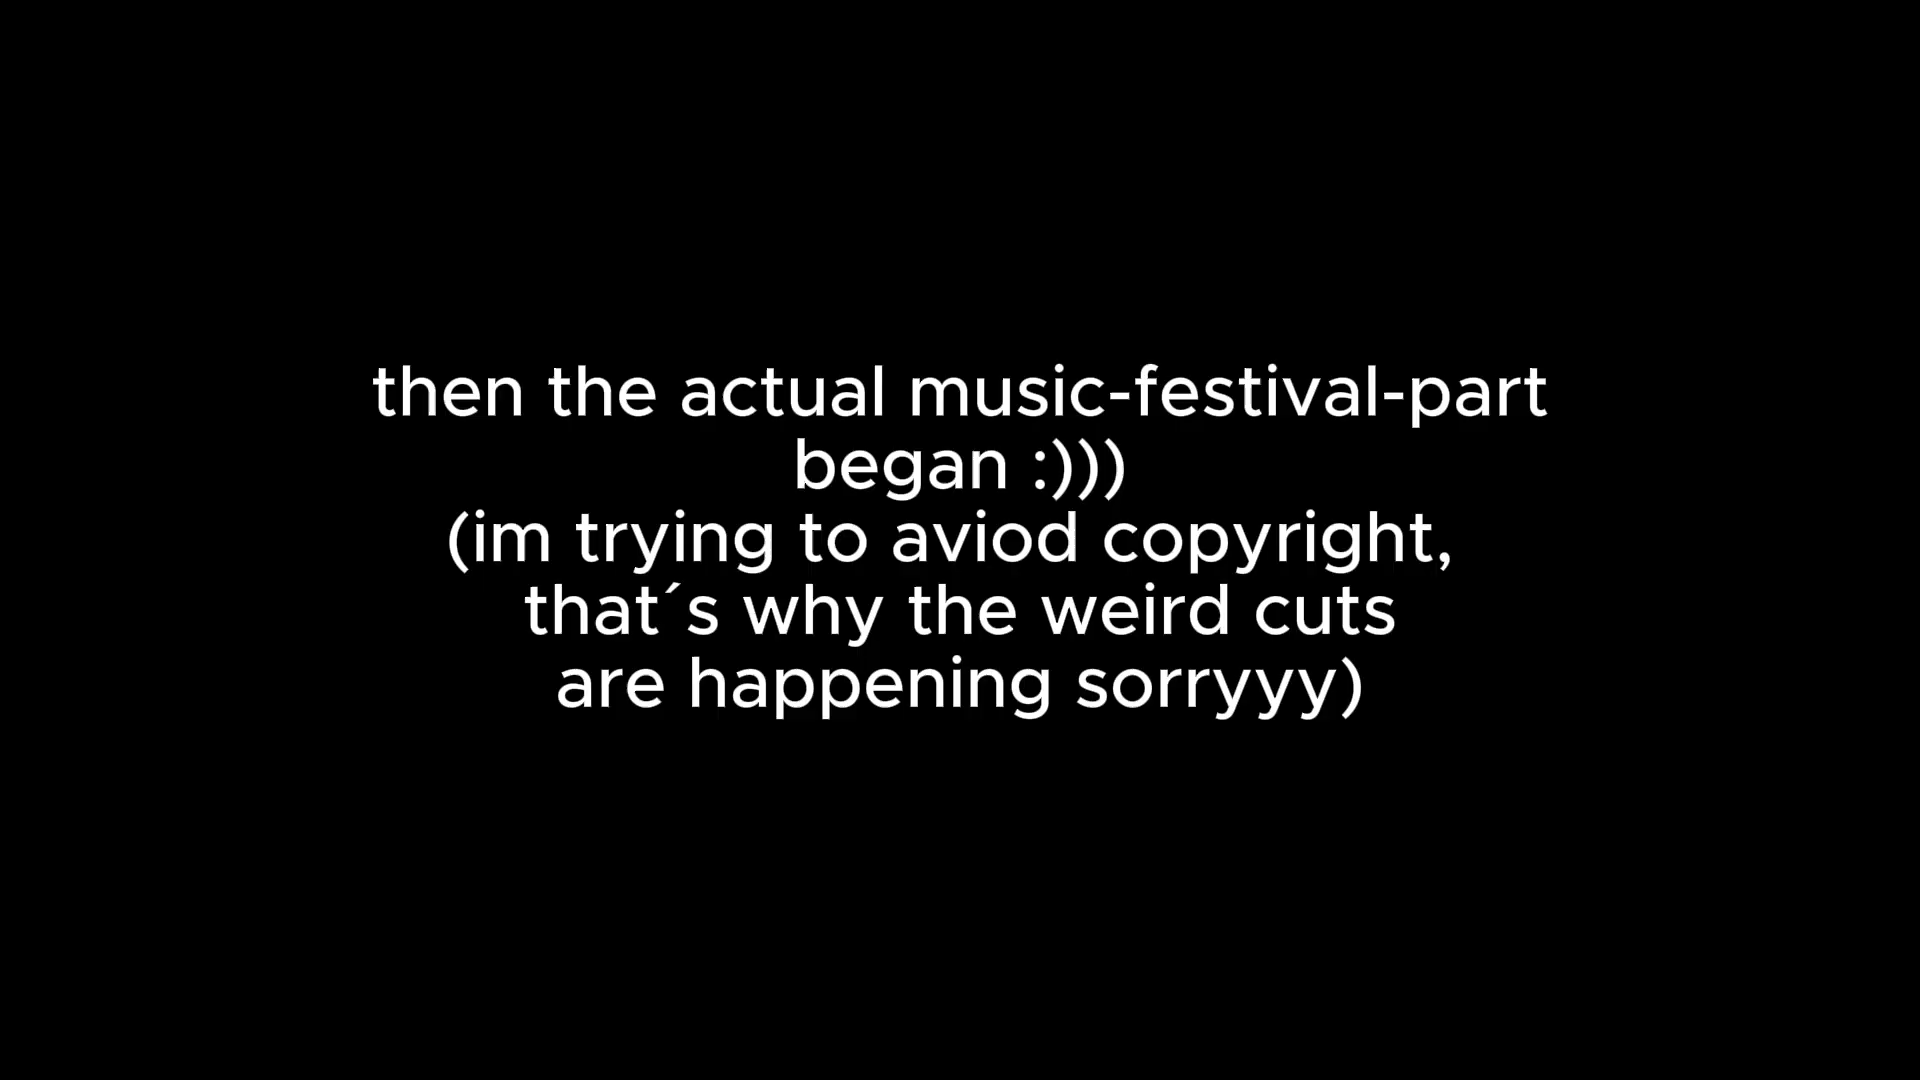 then the actual music-festival-part
began :)))
(im trying to aviod copyright,
that´s why the weird cuts
are happening sorryyy)